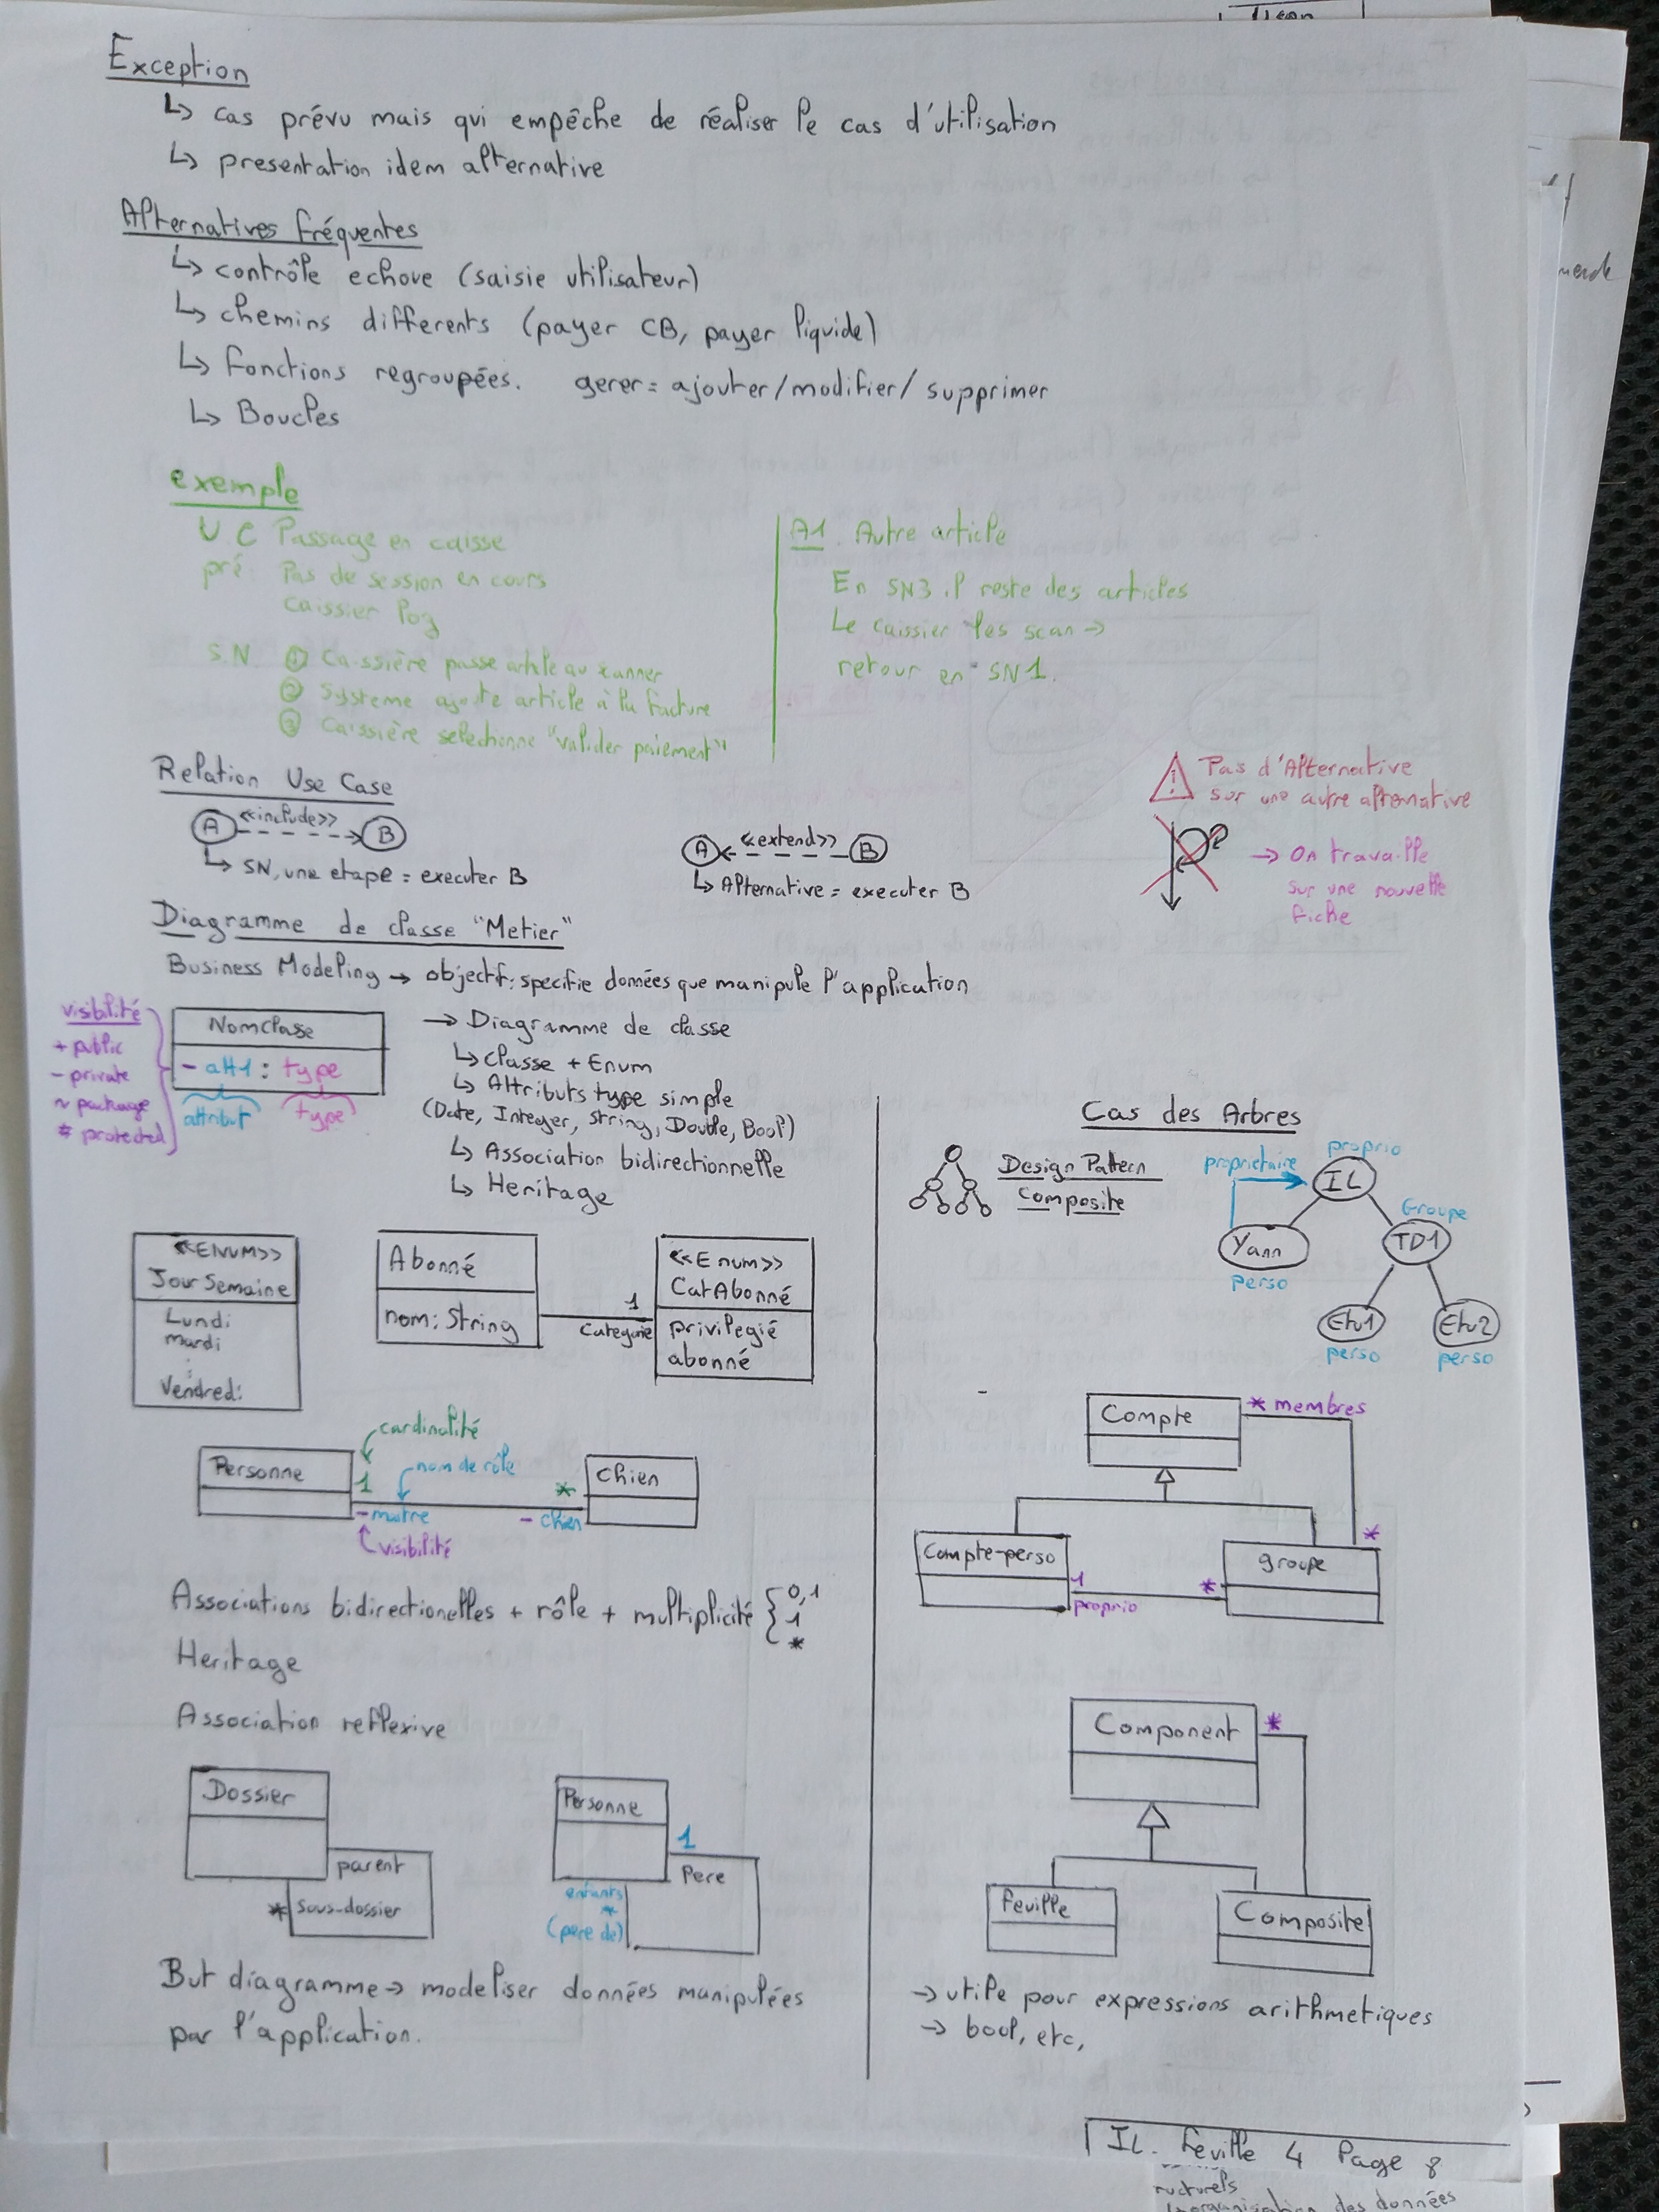 Exception
↳ cas prévu mais qui empêche de réaliser le cas d'utilisation
↳ presentation idem alternative
Alternatives fréquentes
↳ contrôle echove (saisie utilisateur)
↳ chemins differents (payer CB, payer liquide)
↳ Fonctions regroupées. gerer = ajouter/modifier/supprimer
↳ Boucles
exemple
U.C Passage en caisse
pré Pas de session en cours
caissier log
S.N ① Caissière passe article au scanner
② Systeme ajoute article à la facture
③ Caissière selectionne "valider paiement"
A1. Autre article
En SN3 il reste des articles
Le caissier les scan →
retour en SN1.
Relation Use Case
A <<include>> B
↳ SN, une etape = executer B
A <<extend>> B
↳ Alternative = executer B
! Pas d'Alternative
sur une autre alternative
→ On travaille
sur une nouvelle
fiche
Diagramme de classe "Metier"
Business Modeling → objectif: specifie données que manipule l'application
visibilité
+ public
- private
~ package
# protected
NomClasse
- att1 : type
attribut type
→ Diagramme de classe
↳ classe + Enum
↳ Attributs type simple
(Date, Integer, String, Double, Bool)
↳ Association bidirectionnelle
↳ Heritage
<<ENUM>>
Jour Semaine
Lundi
mardi
⋮
Vendredi
Abonné
nom: String
1
Categorie
<<Enum>>
CatAbonné
privilegié
abonné
cardinalité
nom de rôle
Personne
1
- maitre
visibilité
*
- chien
Chien
Associations bidirectionelles + rôle + multiplicité { 0,1
1
*
Heritage
Association reflexive
Dossier
parent
* sous-dossier
Personne
1
Pere
enfants
*
(pere de)
But diagramme → modeliser données manipulées
par l'application.
Cas des Arbres
Design Pattern
Composite
proprietaire
proprio
IL
Groupe
Yann
perso
TD1
Etu1
perso
Etu2
perso
Compte
* membres
*
Compte-perso
1
proprio
*
groupe
Component
*
Feuille
Composite
→ utile pour expressions arithmetiques
→ bool, etc,
IL. Feuille 4 Page 8
ructurels
des données